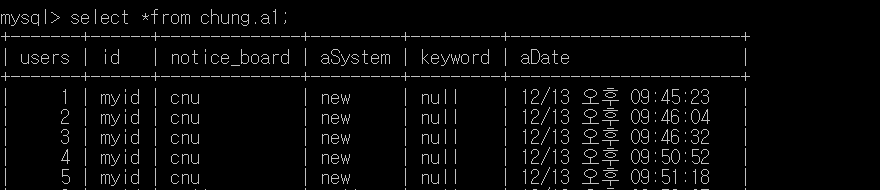 mysql> select *from chung.a1;
| users | id | notice_board | aSystem | keyword | aDate |
| 1 | myid | cnu | new | null | 12/13 오후 09:45:23 |
| 2 | myid | cnu | new | null | 12/13 오후 09:46:04 |
| 3 | myid | cnu | new | null | 12/13 오후 09:46:32 |
| 4 | myid | cnu | new | null | 12/13 오후 09:50:52 |
| 5 | myid | cnu | new | null | 12/13 오후 09:51:18 |